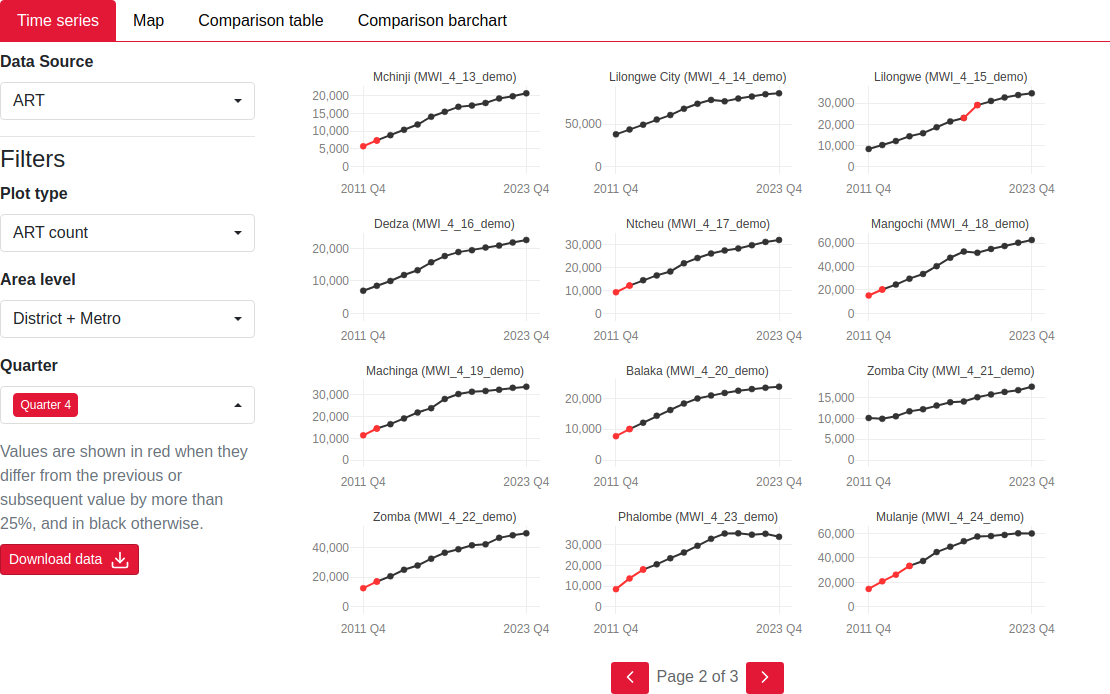 Time series Map Comparison table Comparison barchart
Data Source
ART
Filters
Plot type
ART count
Area level
District + Metro
Quarter
Quarter 4
Values are shown in red when they
differ from the previous or
subsequent value by more than
25%, and in black otherwise.
Download data
Mchinji (MWI_4_13_demo)
20,000
15,000
10,000
5,000
0
2011 Q4 2023 Q4
Lilongwe City (MWI_4_14_demo)
50,000
0
2011 Q4 2023 Q4
Lilongwe (MWI_4_15_demo)
30,000
20,000
10,000
0
2011 Q4 2023 Q4
Dedza (MWI_4_16_demo)
20,000
10,000
0
2011 Q4 2023 Q4
Ntcheu (MWI_4_17_demo)
30,000
20,000
10,000
0
2011 Q4 2023 Q4
Mangochi (MWI_4_18_demo)
60,000
40,000
20,000
0
2011 Q4 2023 Q4
Machinga (MWI_4_19_demo)
30,000
20,000
10,000
0
2011 Q4 2023 Q4
Balaka (MWI_4_20_demo)
20,000
10,000
0
2011 Q4 2023 Q4
Zomba City (MWI_4_21_demo)
15,000
10,000
5,000
0
2011 Q4 2023 Q4
Zomba (MWI_4_22_demo)
40,000
20,000
0
2011 Q4 2023 Q4
Phalombe (MWI_4_23_demo)
30,000
20,000
10,000
0
2011 Q4 2023 Q4
Mulanje (MWI_4_24_demo)
60,000
40,000
20,000
0
2011 Q4 2023 Q4
Page 2 of 3